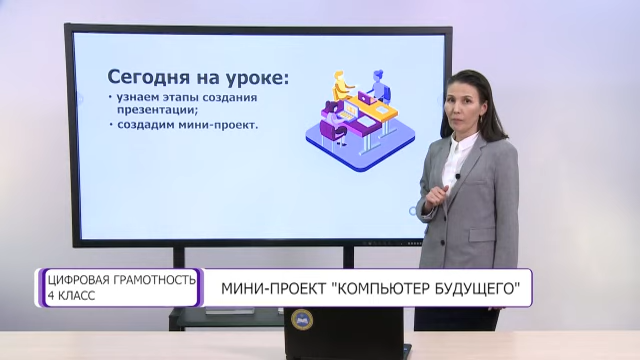 Сегодня на уроке:
• узнаем этапы создания
презентации;
• создадим мини-проект.
ЦИФРОВАЯ ГРАМОТНОСТЬ
4 КЛАСС
МИНИ-ПРОЕКТ "КОМПЬЮТЕР БУДУЩЕГО"